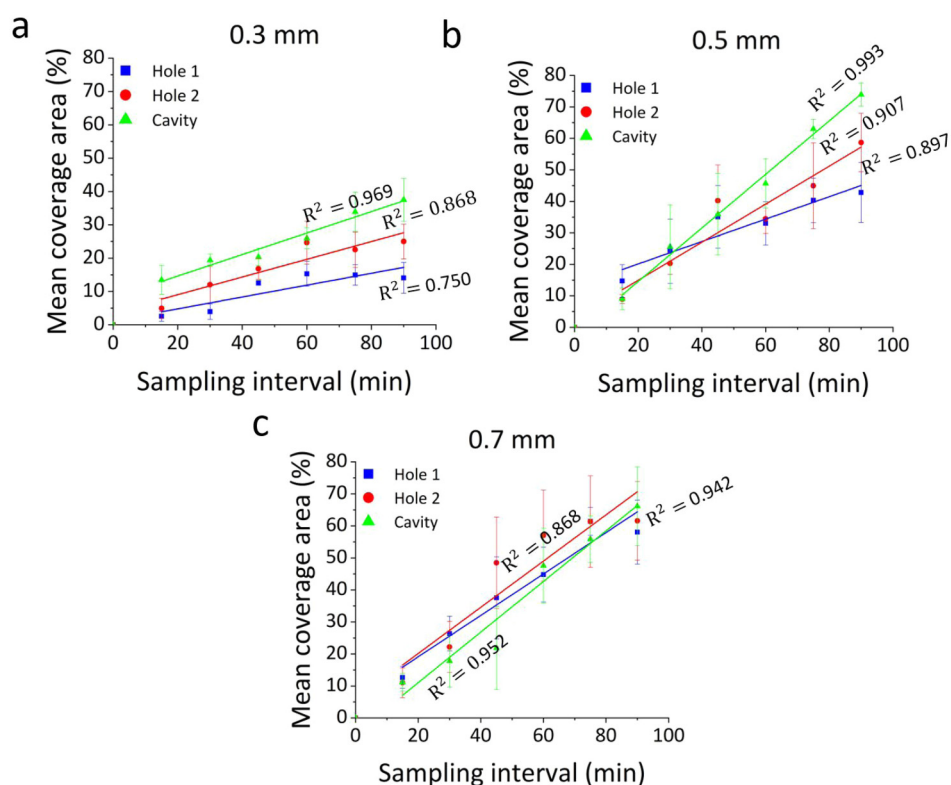 a
0.3 mm
Mean coverage area (%)
80
70
60
50
40
30
20
10
0
Hole 1
Hole 2
Cavity
R² = 0.969
R² = 0.868
R² = 0.750
0 20 40 60 80 100
Sampling interval (min)
b
0.5 mm
Mean coverage area (%)
80
70
60
50
40
30
20
10
0
Hole 1
Hole 2
Cavity
R² = 0.993
R² = 0.907
R² = 0.897
0 20 40 60 80 100
Sampling interval (min)
c
0.7 mm
Mean coverage area (%)
80
70
60
50
40
30
20
10
0
Hole 1
Hole 2
Cavity
R² = 0.868
R² = 0.942
R² = 0.952
0 20 40 60 80 100
Sampling interval (min)